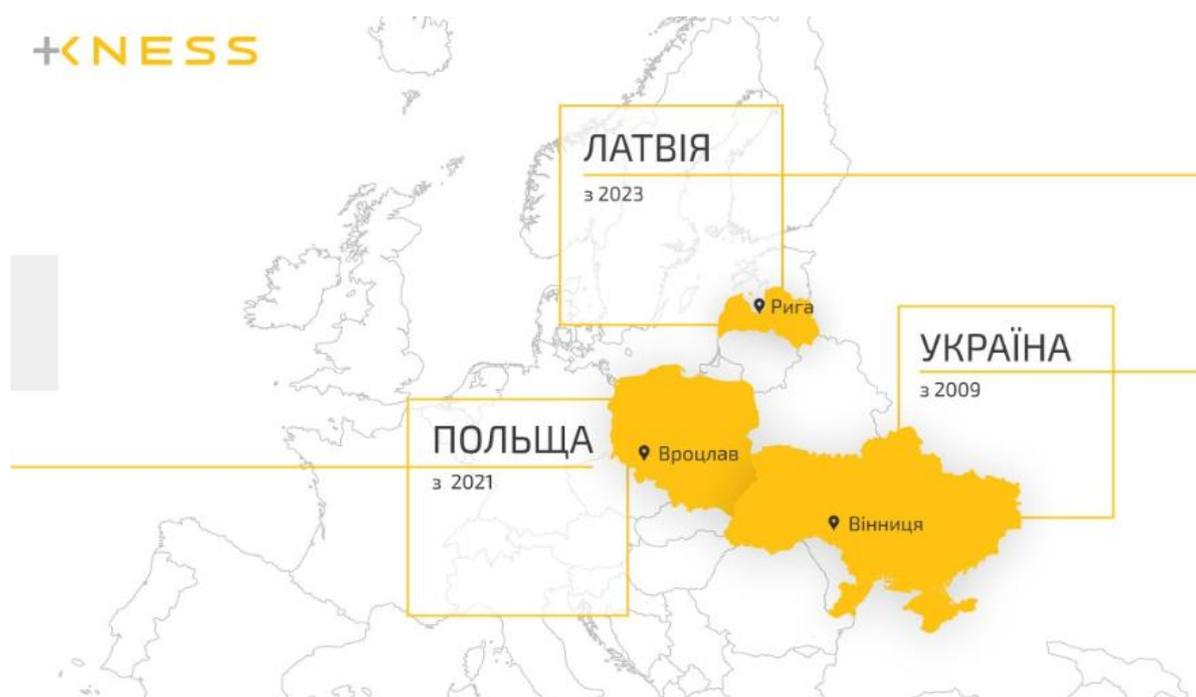 +KNESS
ЛАТВІЯ
з 2023
Рига
УКРАЇНА
з 2009
ПОЛЬЩА
з 2021
Вроцлав
Вінниця